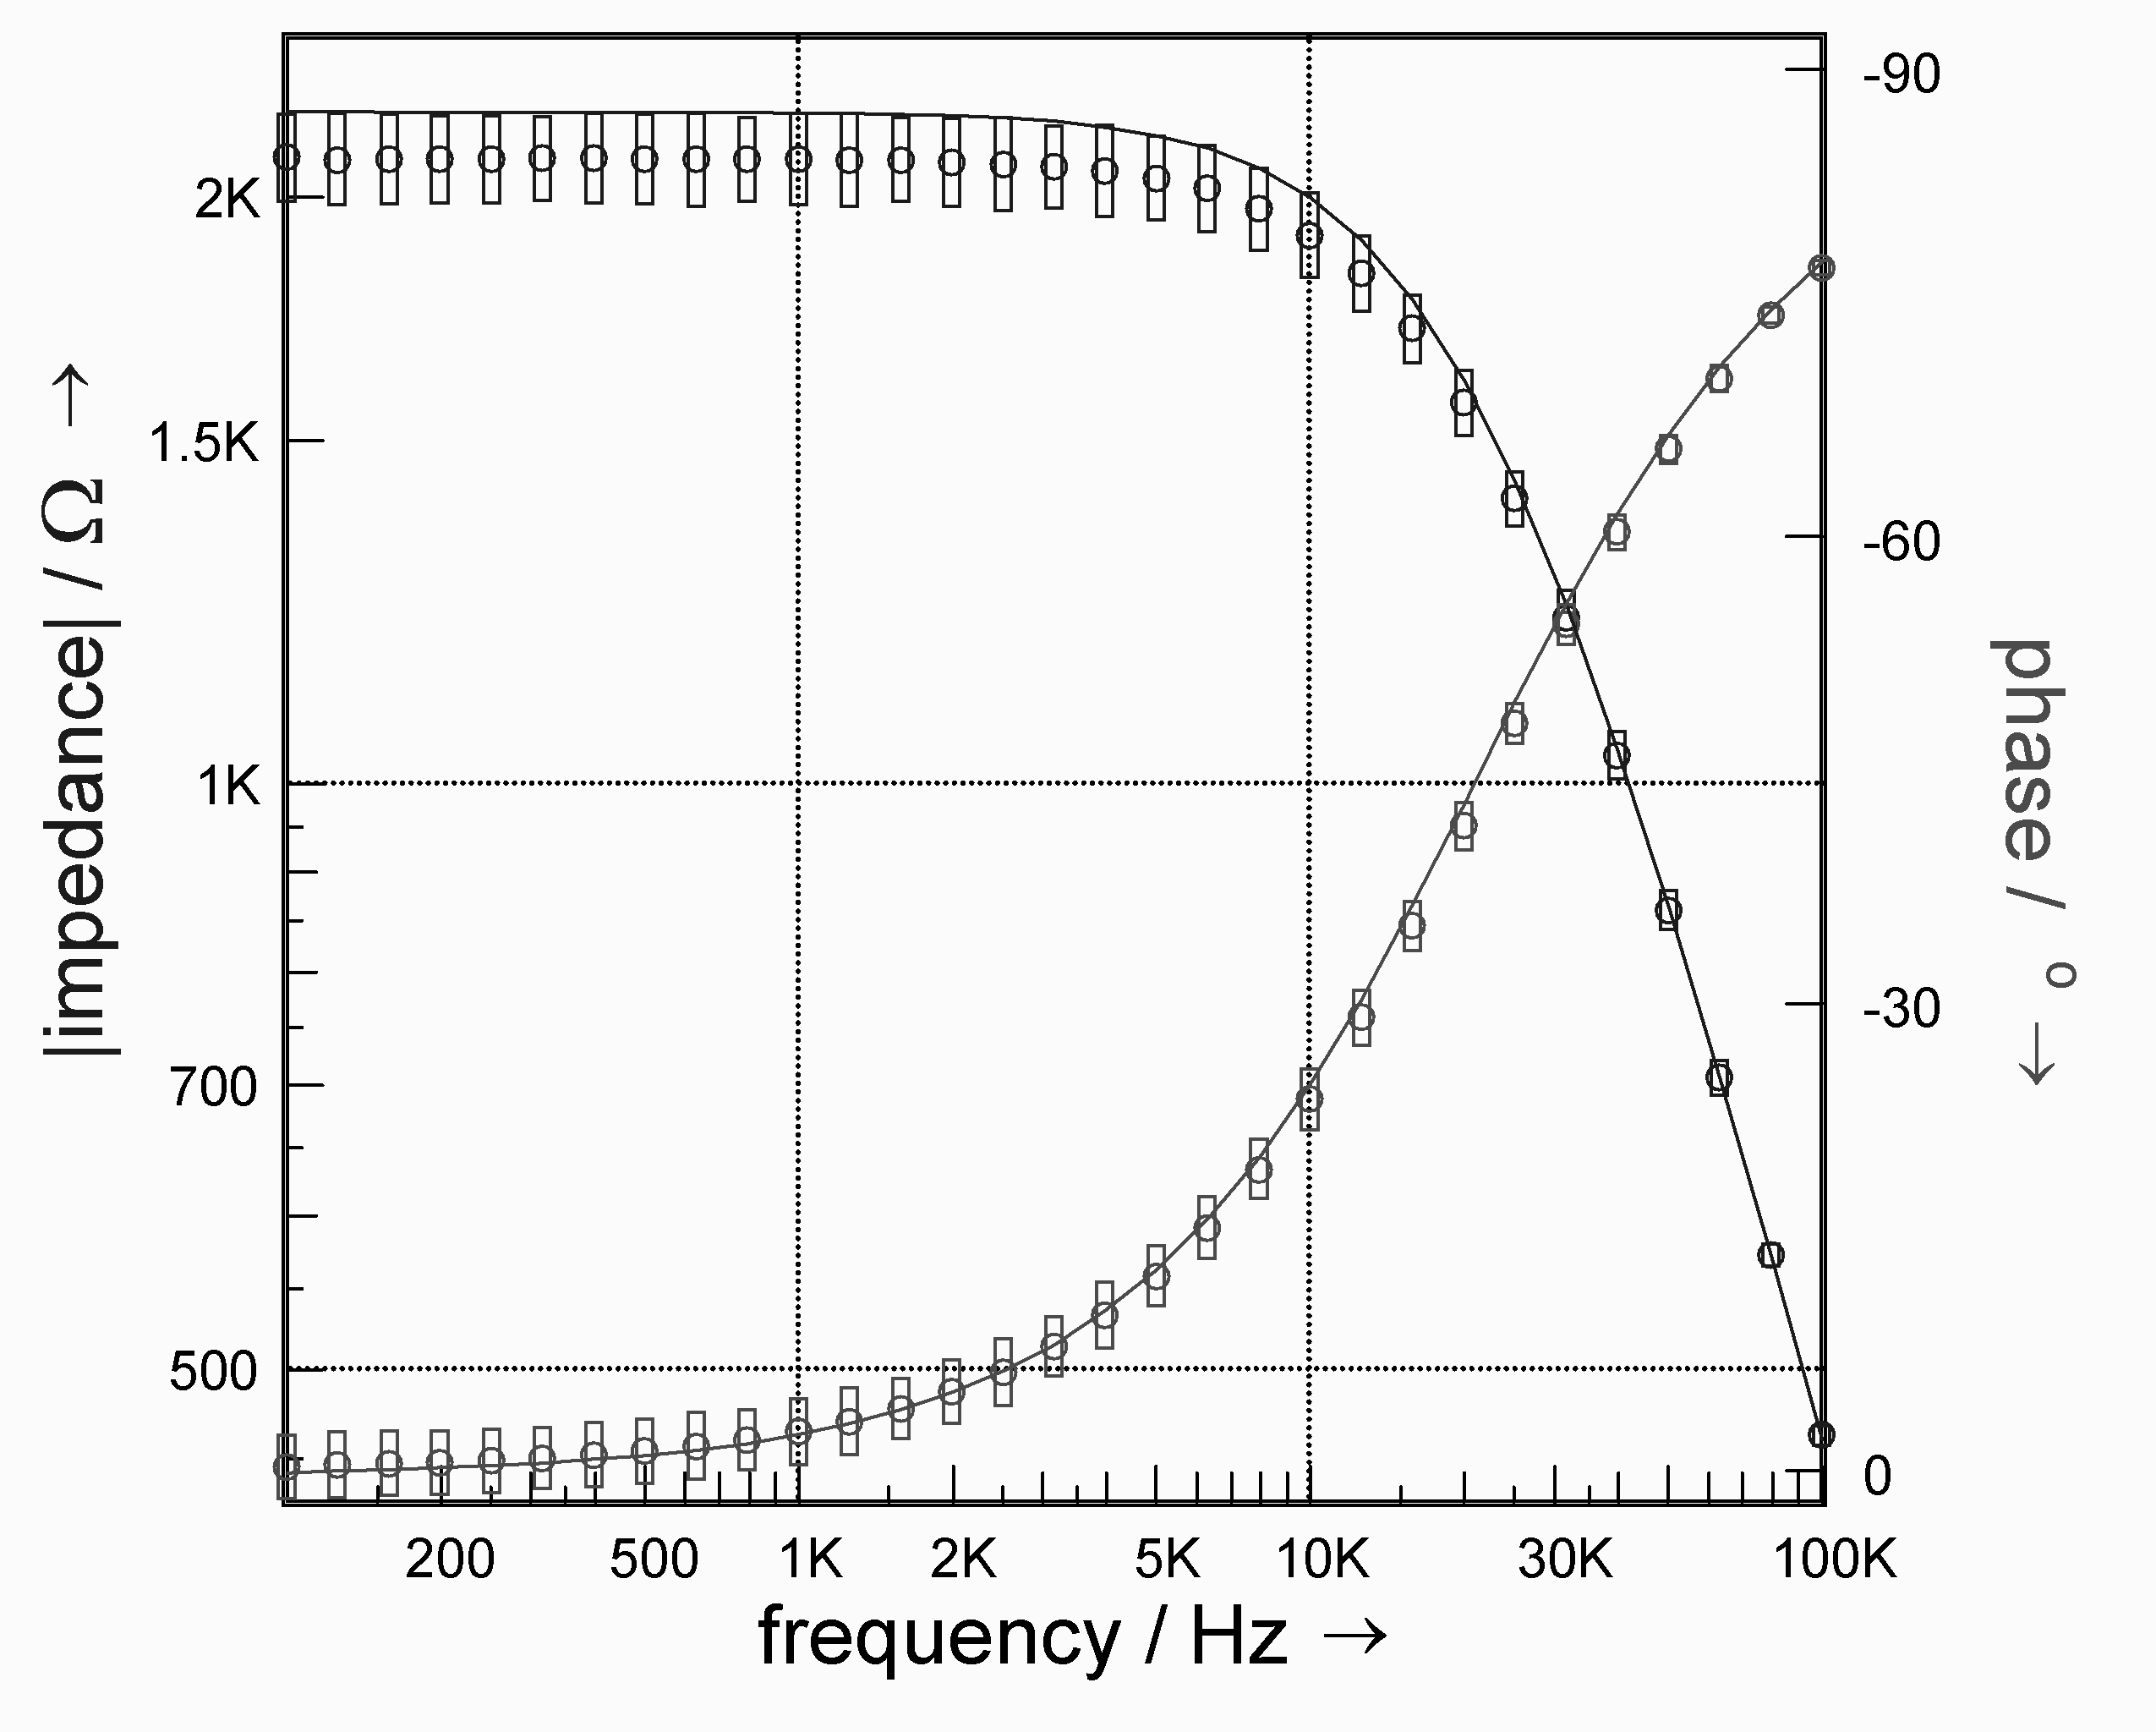 |impedance| / Ω →
2K
1.5K
1K
700
500
-90
-60
-30
0
phase / o →
200 500 1K 2K 5K 10K 30K 100K
frequency / Hz →